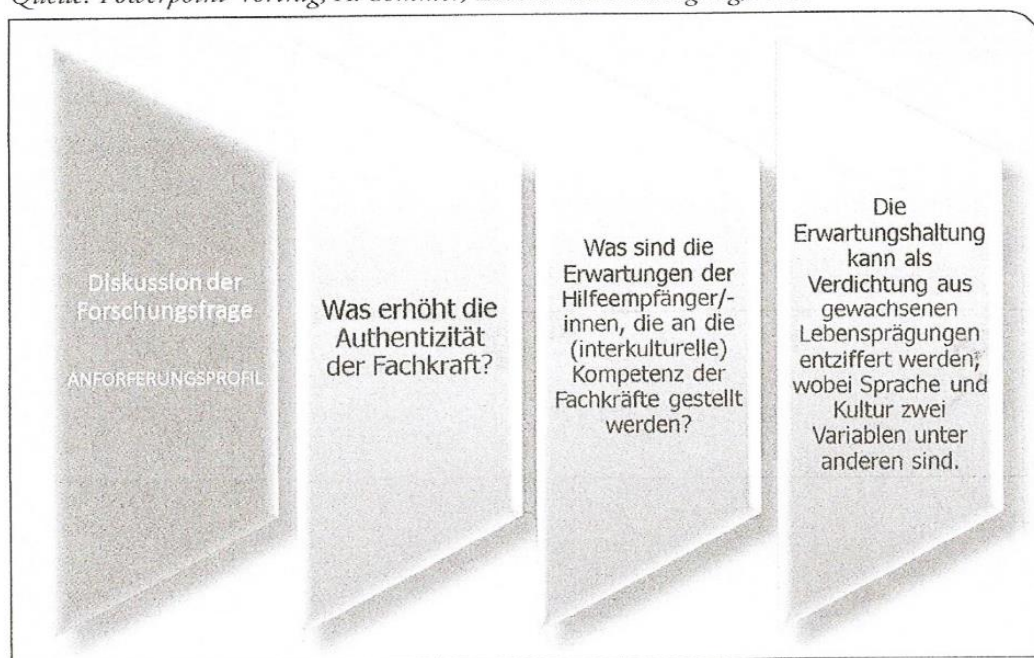 Diskussion der
Forschungsfrage
ANFORFERUNGSPROFIL
Was erhöht die
Authentizität
der Fachkraft?
Was sind die
Erwartungen der
Hilfeempfänger/-
innen, die an die
(interkulturelle)
Kompetenz der
Fachkräfte gestellt
werden?
Die
Erwartungshaltung
kann als
Verdichtung aus
gewachsenen
Lebensprägungen
entziffert werden,
wobei Sprache und
Kultur zwei
Variablen unter
anderen sind.